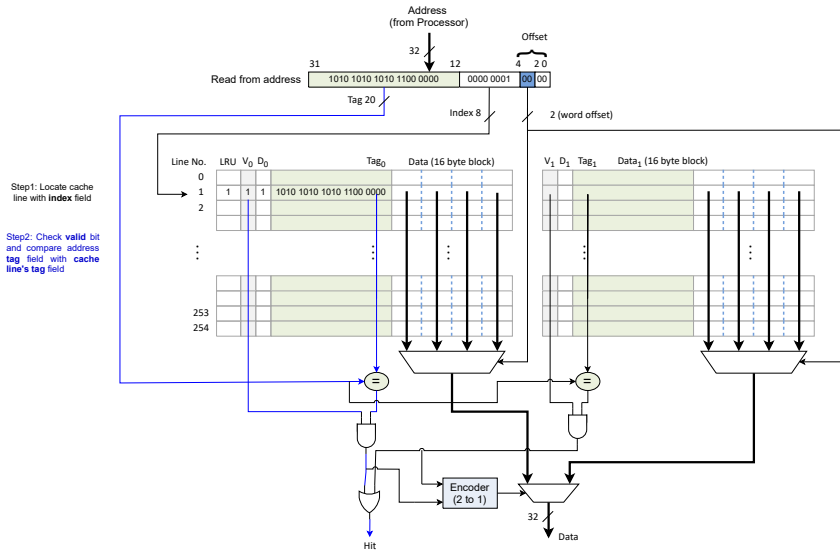 Address
(from Processor)
32
Offset
31 12 4 2 0
Read from address 1010 1010 1010 1100 0000 0000 0001 00 00
Tag 20
Index 8
2 (word offset)
Line No. LRU V0 D0 Tag0 Data (16 byte block) V1 D1 Tag1 Data1 (16 byte block)
0
1 1 1 1 1010 1010 1010 1100 0000
2
Step1: Locate cache
line with index field
Step2: Check valid bit
and compare address
tag field with cache
line's tag field
... ... ... ... ...
253
254
= =
Encoder
(2 to 1)
32
Data
Hit